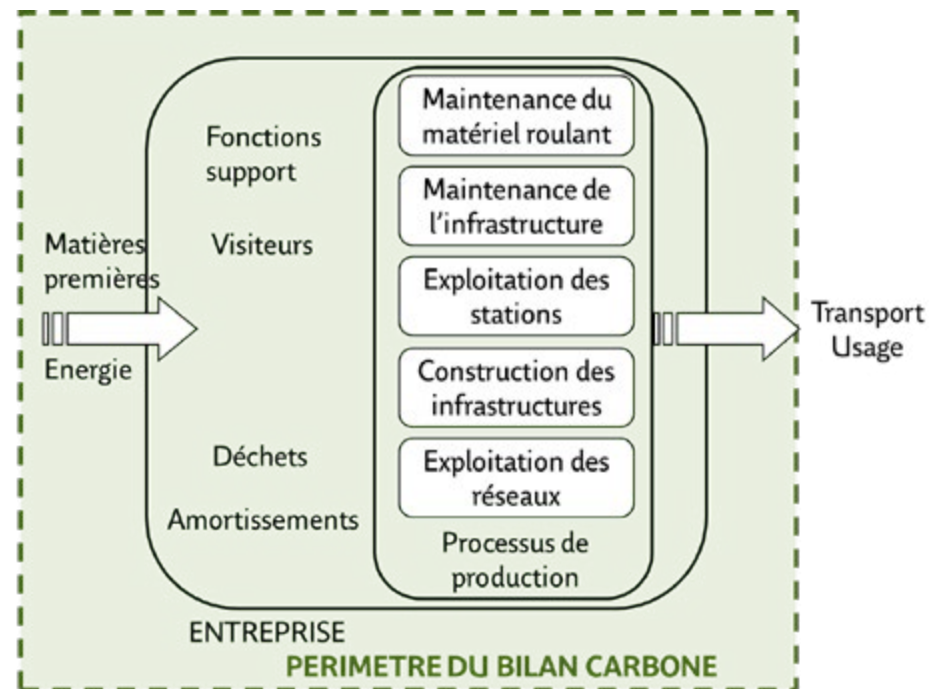 Maintenance du
matériel roulant
Fonctions
support
Maintenance de
l'infrastructure
Matières
premières
Visiteurs
Exploitation des
stations
Transport
Usage
Energie
Construction des
infrastructures
Déchets
Exploitation des
réseaux
Amortissements
Processus de
production
ENTREPRISE
PERIMETRE DU BILAN CARBONE